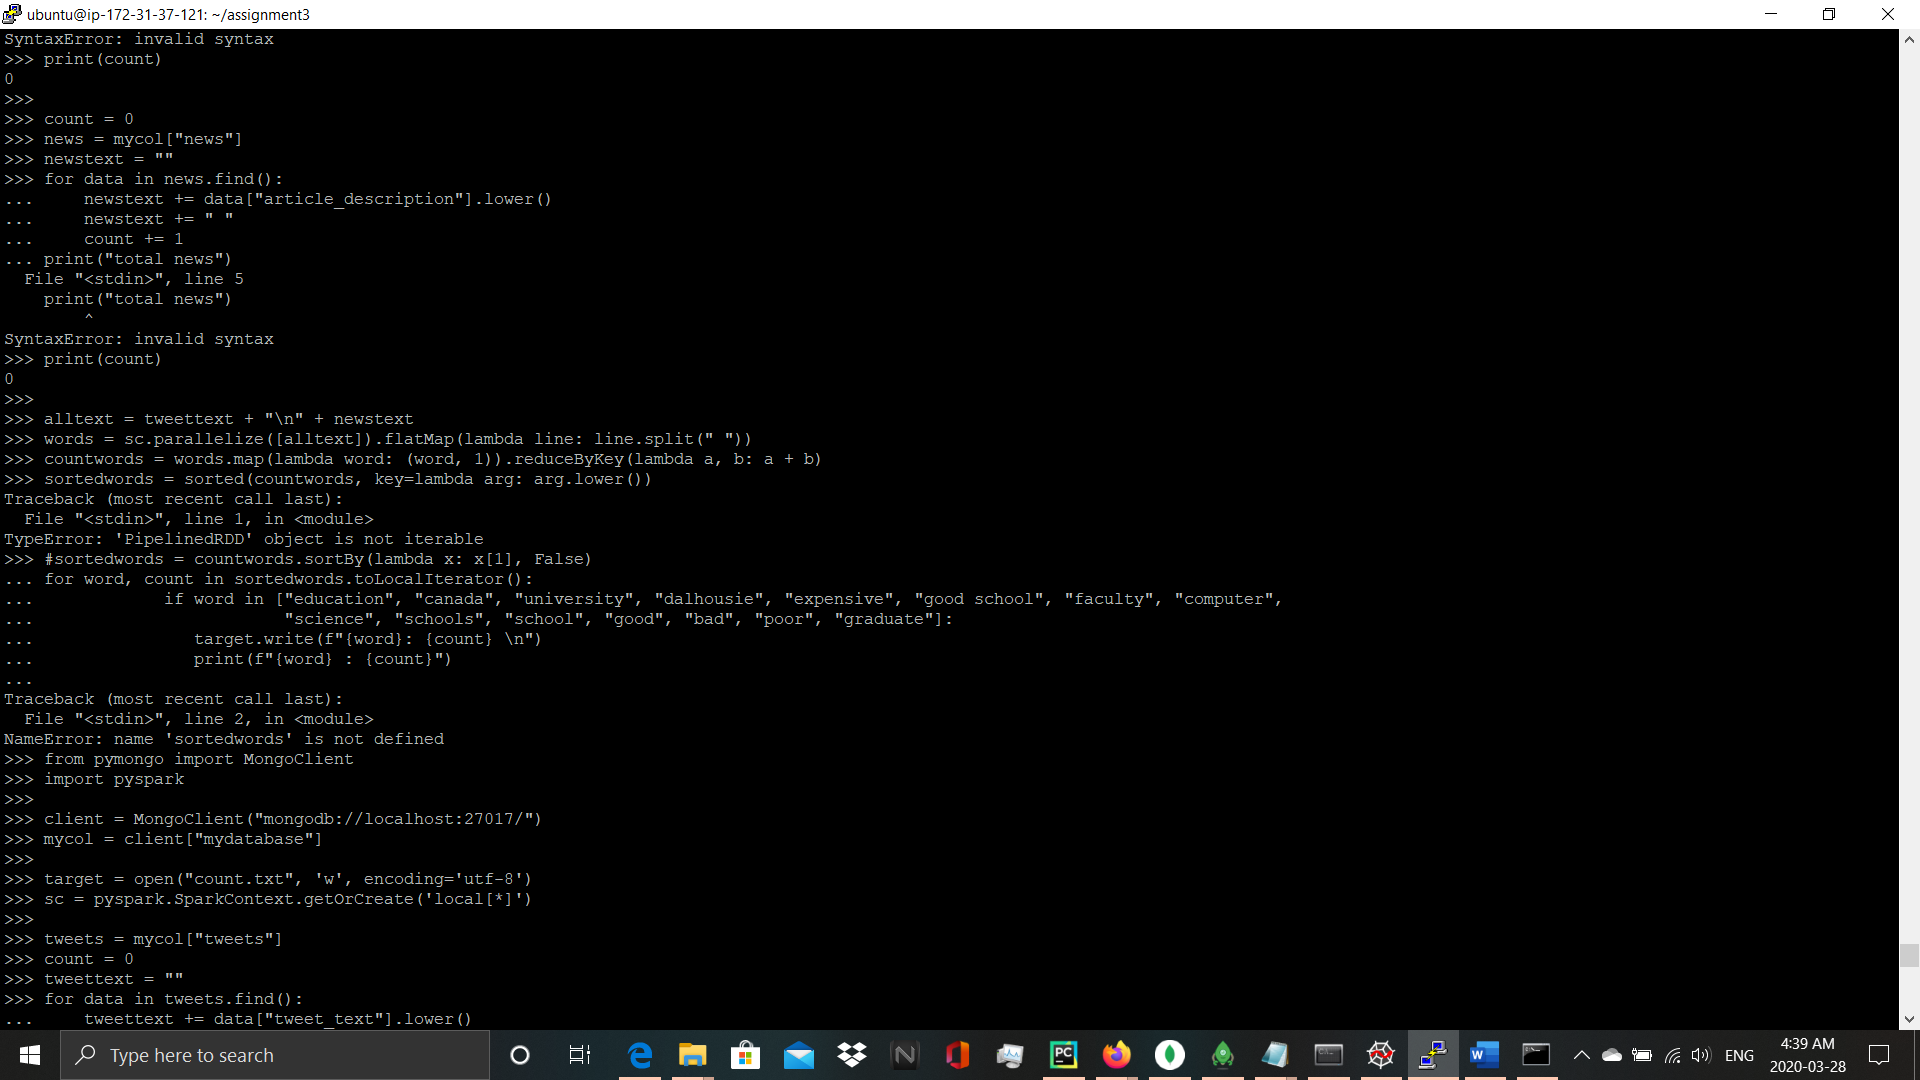 ubuntu@ip-172-31-37-121: ~/assignment3
SyntaxError: invalid syntax
>>> print(count)
0
>>>
>>> count = 0
>>> news = mycol["news"]
>>> newstext = ""
>>> for data in news.find():
...     newstext += data["article_description"].lower()
...     newstext += " "
...     count += 1
... print("total news")
  File "<stdin>", line 5
    print("total news")
        ^
SyntaxError: invalid syntax
>>> print(count)
0
>>>
>>> alltext = tweettext + "\n" + newstext
>>> words = sc.parallelize([alltext]).flatMap(lambda line: line.split(" "))
>>> countwords = words.map(lambda word: (word, 1)).reduceByKey(lambda a, b: a + b)
>>> sortedwords = sorted(countwords, key=lambda arg: arg.lower())
Traceback (most recent call last):
  File "<stdin>", line 1, in <module>
TypeError: 'PipelinedRDD' object is not iterable
>>> #sortedwords = countwords.sortBy(lambda x: x[1], False)
... for word, count in sortedwords.toLocalIterator():
...             if word in ["education", "canada", "university", "dalhousie", "expensive", "good school", "faculty", "computer",
...                         "science", "schools", "school", "good", "bad", "poor", "graduate"]:
...                target.write(f"{word}: {count} \n")
...                print(f"{word} : {count}")
...
Traceback (most recent call last):
  File "<stdin>", line 2, in <module>
NameError: name 'sortedwords' is not defined
>>> from pymongo import MongoClient
>>> import pyspark
>>>
>>> client = MongoClient("mongodb://localhost:27017/")
>>> mycol = client["mydatabase"]
>>>
>>> target = open("count.txt", 'w', encoding='utf-8')
>>> sc = pyspark.SparkContext.getOrCreate('local[*]')
>>>
>>> tweets = mycol["tweets"]
>>> count = 0
>>> tweettext = ""
>>> for data in tweets.find():
...     tweettext += data["tweet_text"].lower()
Type here to search
ENG
4:39 AM
2020-03-28